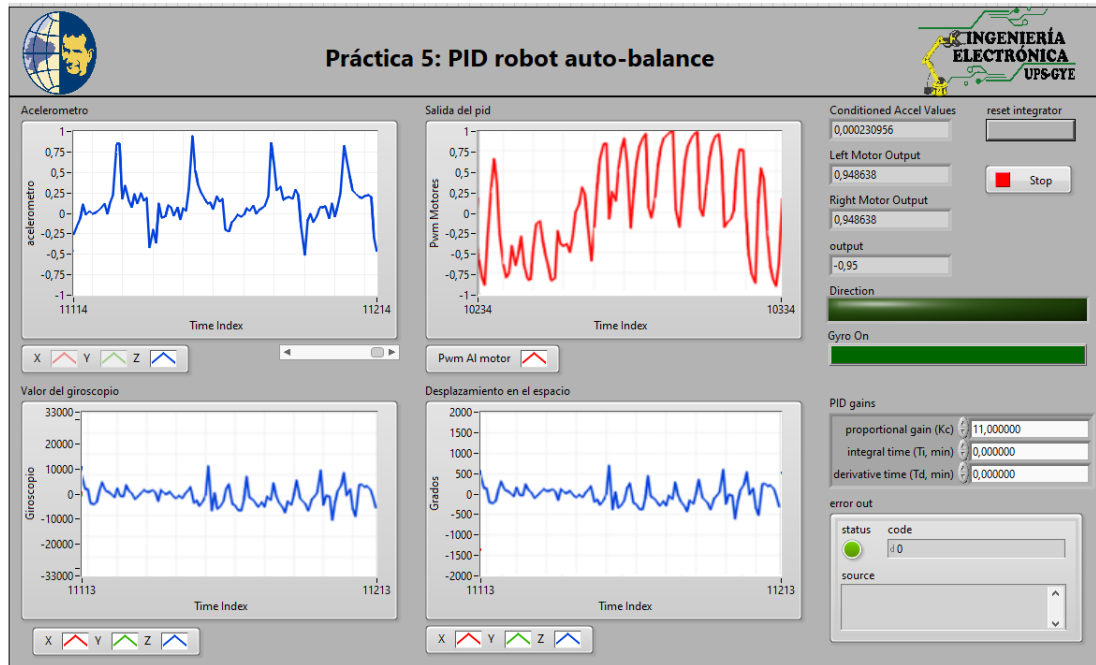 Práctica 5: PID robot auto-balance
INGENIERÍA
ELECTRÓNICA
UPS-GYE
Acelerometro
acelerometro
1
0,75
0,5
0,25
0
-0,25
-0,5
-0,75
-1
11114
11214
Time Index
X Y Z
Salida del pid
Pwm Motores
1
0,75
0,5
0,25
0
-0,25
-0,5
-0,75
-1
10234
10334
Time Index
Pwm Al motor
Conditioned Accel Values
0,000230956
reset integrator
Left Motor Output
0,948638
Stop
Right Motor Output
0,948638
output
-0,95
Direction
Gyro On
Valor del giroscopio
Giroscopio
33000
20000
10000
0
-10000
-20000
-33000
11113
11213
Time Index
X Y Z
Desplazamiento en el espacio
Grados
2000
1500
1000
500
0
-500
-1000
-1500
-2000
11113
11213
Time Index
X Y Z
PID gains
proportional gain (Kc) 11,000000
integral time (Ti, min) 0,000000
derivative time (Td, min) 0,000000
error out
status code
d 0
source